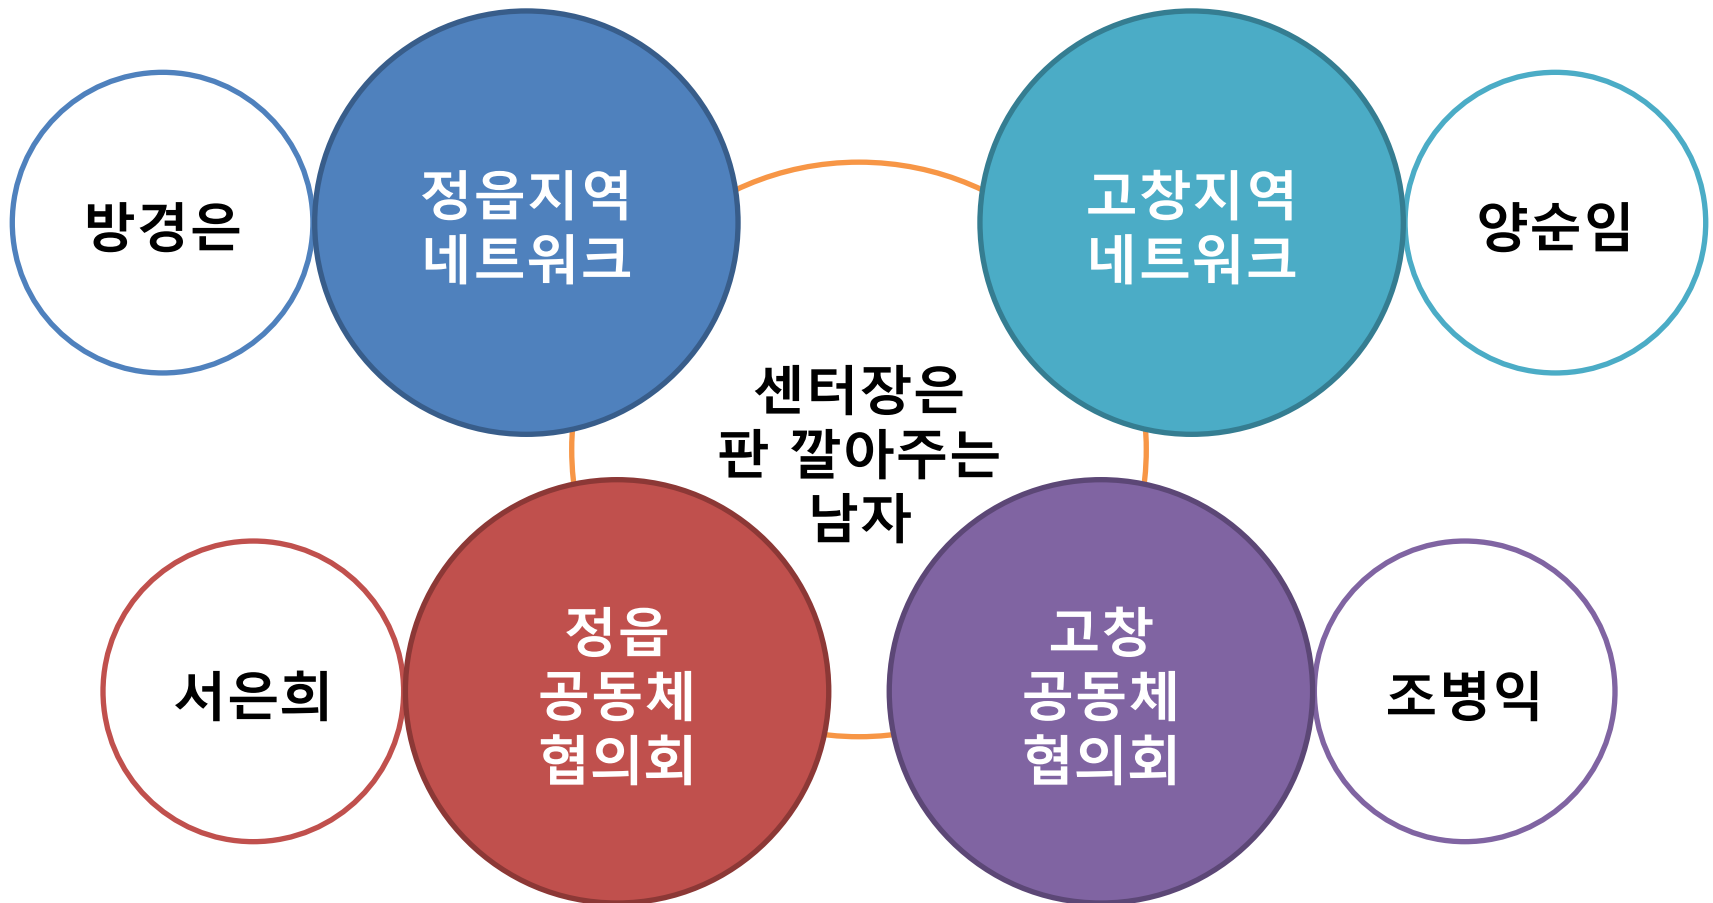 방경은
정읍지역
네트워크
고창지역
네트워크
양순임
센터장은
판 깔아주는
남자
서은희
정읍
공동체
협의회
고창
공동체
협의회
조병익